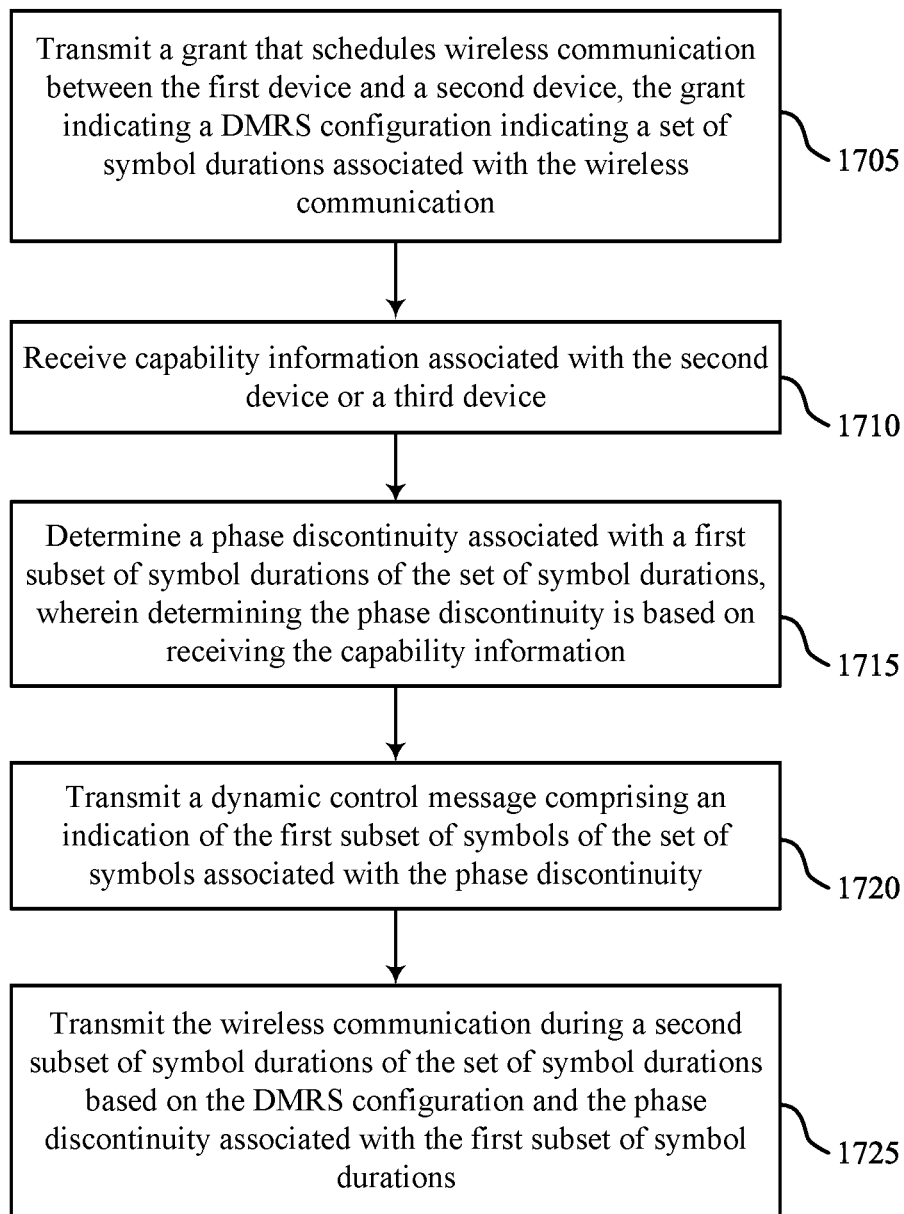 Transmit a grant that schedules wireless communication
between the first device and a second device, the grant
indicating a DMRS configuration indicating a set of
symbol durations associated with the wireless
communication
1705
Receive capability information associated with the second
device or a third device
1710
Determine a phase discontinuity associated with a first
subset of symbol durations of the set of symbol durations,
wherein determining the phase discontinuity is based on
receiving the capability information
1715
Transmit a dynamic control message comprising an
indication of the first subset of symbols of the set of
symbols associated with the phase discontinuity
1720
Transmit the wireless communication during a second
subset of symbol durations of the set of symbol durations
based on the DMRS configuration and the phase
discontinuity associated with the first subset of symbol
durations
1725